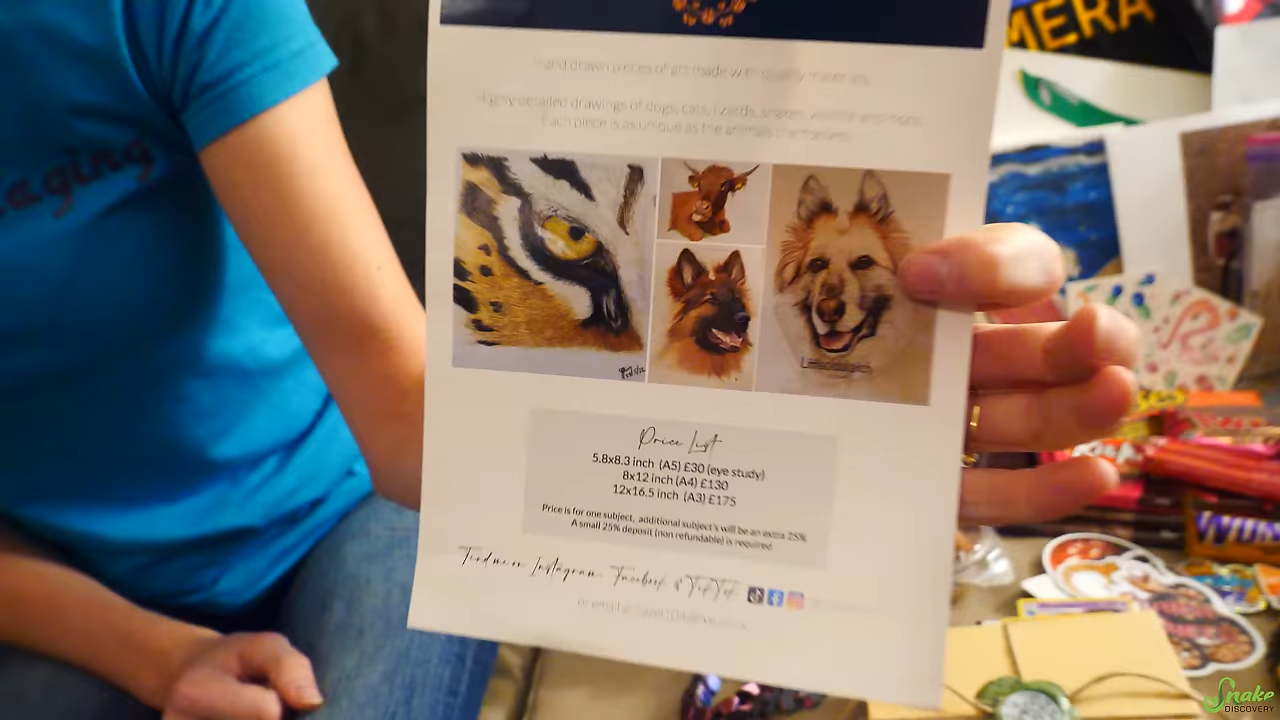 MERA
aging
Hand drawn pieces of art made with quality materials.
Highly detailed drawings of dogs, cats, lizards, snakes, wildlife and more.
Each piece is as unique as the animals themselves
Price List
5.8x8.3 inch (A5) £30 (eye study)
8x12 inch (A4) £130
12x16.5 inch (A3) £175
Price is for one subject, additional subject's will be an extra 25%
A small 25% deposit (non refundable) is required
Find me on Instagram Facebook & TikTok
or email at
Snake
DISCOVERY